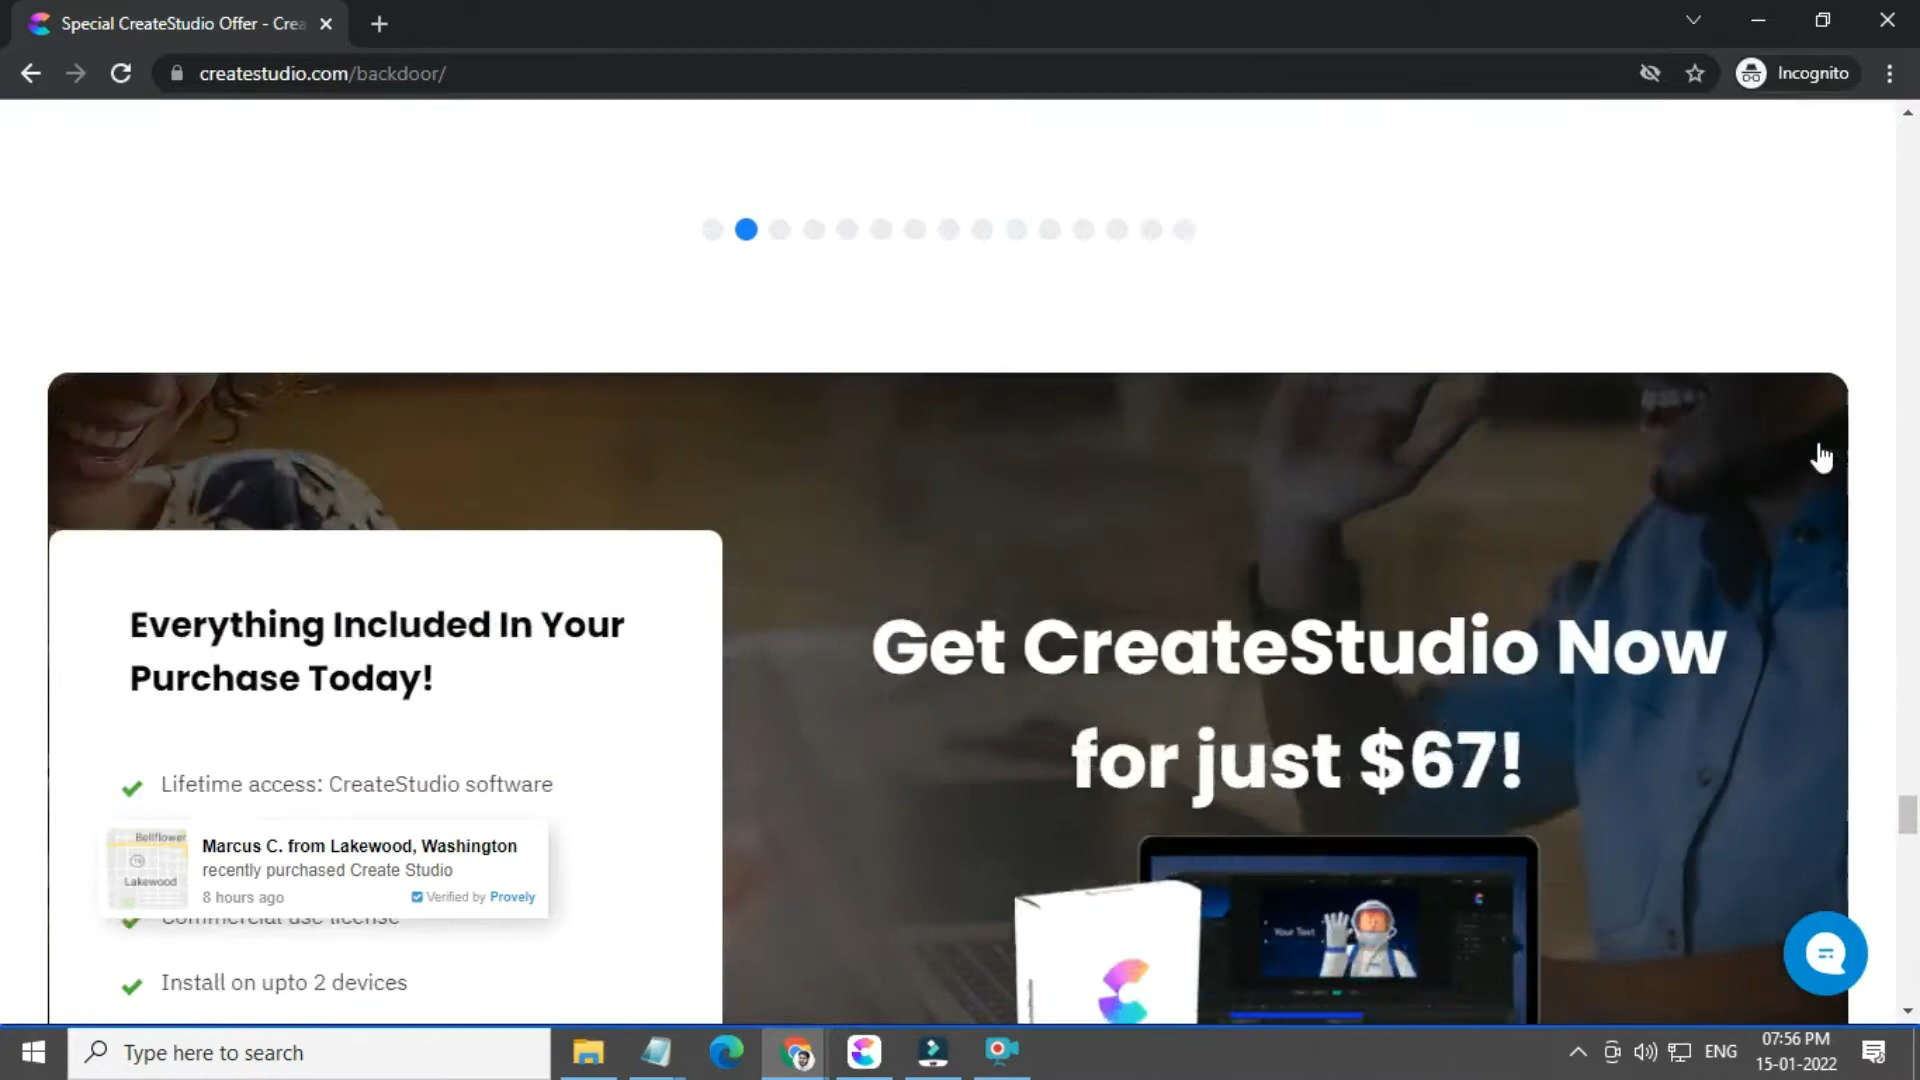 Special CreateStudio Offer - Crea
createstudio.com/backdoor/
Incognito
Get CreateStudio Now
for just $67!
Everything Included In Your
Purchase Today!
Lifetime access: CreateStudio software
Bellflower
Lakewood
Marcus C. from Lakewood, Washington
recently purchased Create Studio
8 hours ago
Verified by Provely
Commercial use license
Install on upto 2 devices
Your Text
Type here to search
ENG
07:56 PM
15-01-2022